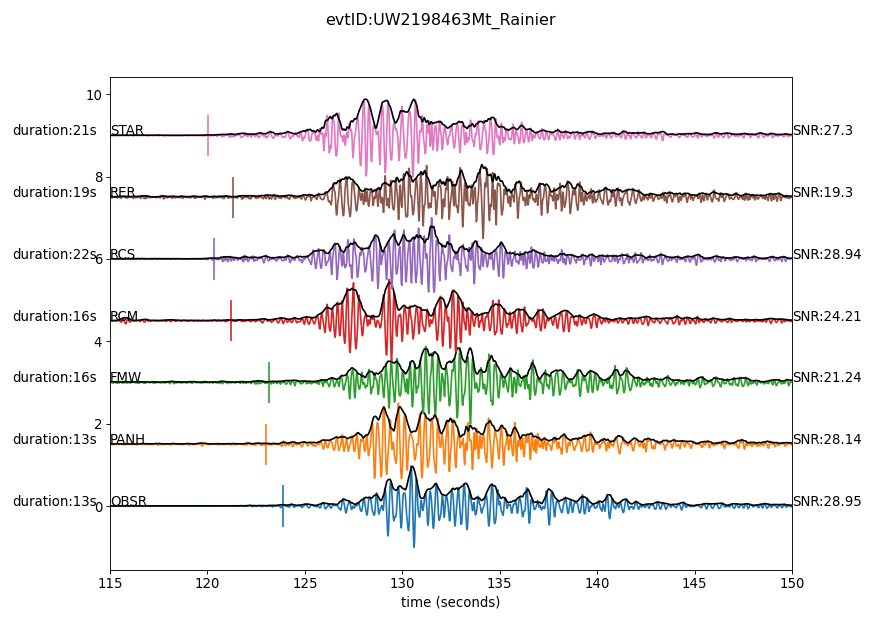 evtID:UW2198463Mt_Rainier
10
duration:21s STAR SNR:27.3
8
duration:19s RER SNR:19.3
duration:22s RCS SNR:28.94
6
duration:16s RCM SNR:24.21
4
duration:16s FMW SNR:21.24
2
duration:13s PANH SNR:28.14
duration:13s OBSR SNR:28.95
0
115 120 125 130 135 140 145 150
time (seconds)